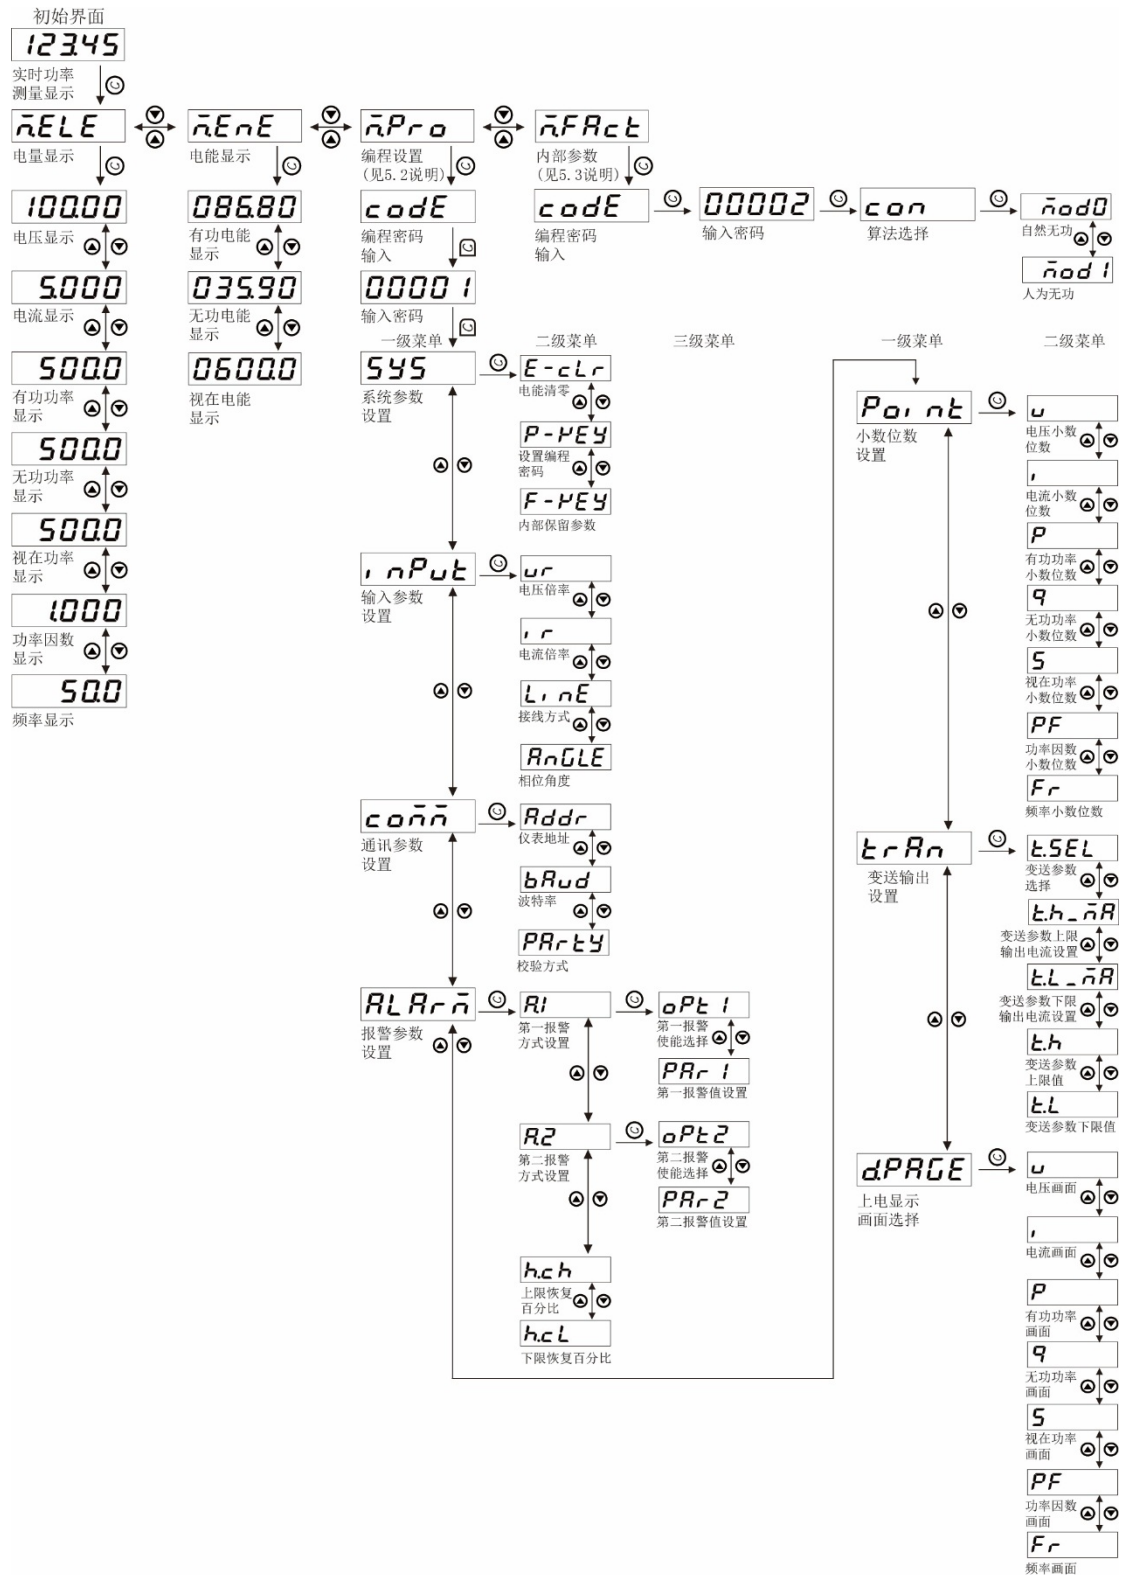 初始界面
123.45
实时功率
测量显示
M.ELE
电量显示
100.00
电压显示
5.000
电流显示
500.0
有功功率
显示
500.0
无功功率
显示
500.0
视在功率
显示
1.000
功率因数
显示
50.0
频率显示
M.EnE
电能显示
086.80
有功电能
显示
035.90
无功电能
显示
0600.0
视在电能
显示
M.Pro
编程设置
(见5.2说明)
codE
编程密码
输入
00001
输入密码
M.FAct
内部参数
(见5.3说明)
codE
编程密码
输入
00002
输入密码
con
算法选择
Mod0
自然无功
Mod1
人为无功
一级菜单
二级菜单
三级菜单
SYS
系统参数
设置
E-cLr
电能清零
P-KEY
设置编程
密码
F-KEY
内部保留参数
inPut
输入参数
设置
ur
电压倍率
ir
电流倍率
LinE
接线方式
AnGLE
相位角度
coMM
通讯参数
设置
Addr
仪表地址
bAud
波特率
PArtY
校验方式
ALArM
报警参数
设置
A.1
第一报警
方式设置
oPt1
第一报警
使能选择
PAr1
第一报警值设置
A.2
第二报警
方式设置
oPt2
第二报警
使能选择
PAr2
第二报警值设置
h.ch
上限恢复
百分比
h.cL
下限恢复百分比
一级菜单
二级菜单
Point
小数位数
设置
u
电压小数
位数
i
电流小数
位数
P
有功功率
小数位数
q
无功功率
小数位数
S
视在功率
小数位数
PF
功率因数
小数位数
Fr
频率小数位数
trAn
变送输出
设置
t.SEL
变送参数
选择
t.h_MA
变送参数上限
输出电流设置
t.L_MA
变送参数下限
输出电流设置
t.h
变送参数
上限值
t.L
变送参数下限值
d.PAGE
上电显示
画面选择
u
电压画面
i
电流画面
P
有功功率
画面
q
无功功率
画面
S
视在功率
画面
PF
功率因数
画面
Fr
频率画面